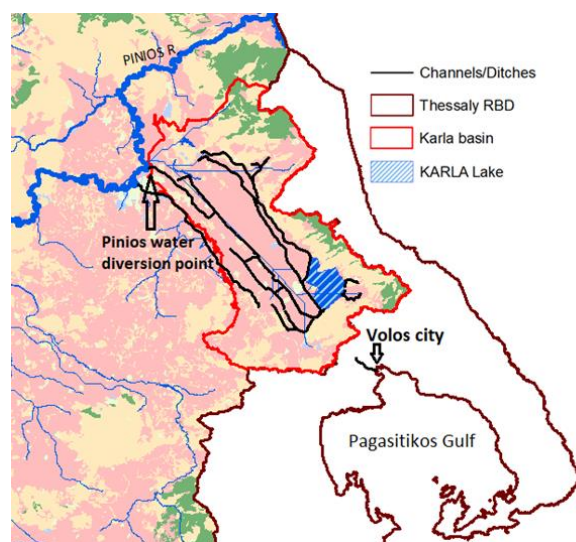 PINIOS R.
Channels/Ditches
Thessaly RBD
Karla basin
KARLA Lake
Pinios water
diversion point
Volos city
Pagasitikos Gulf